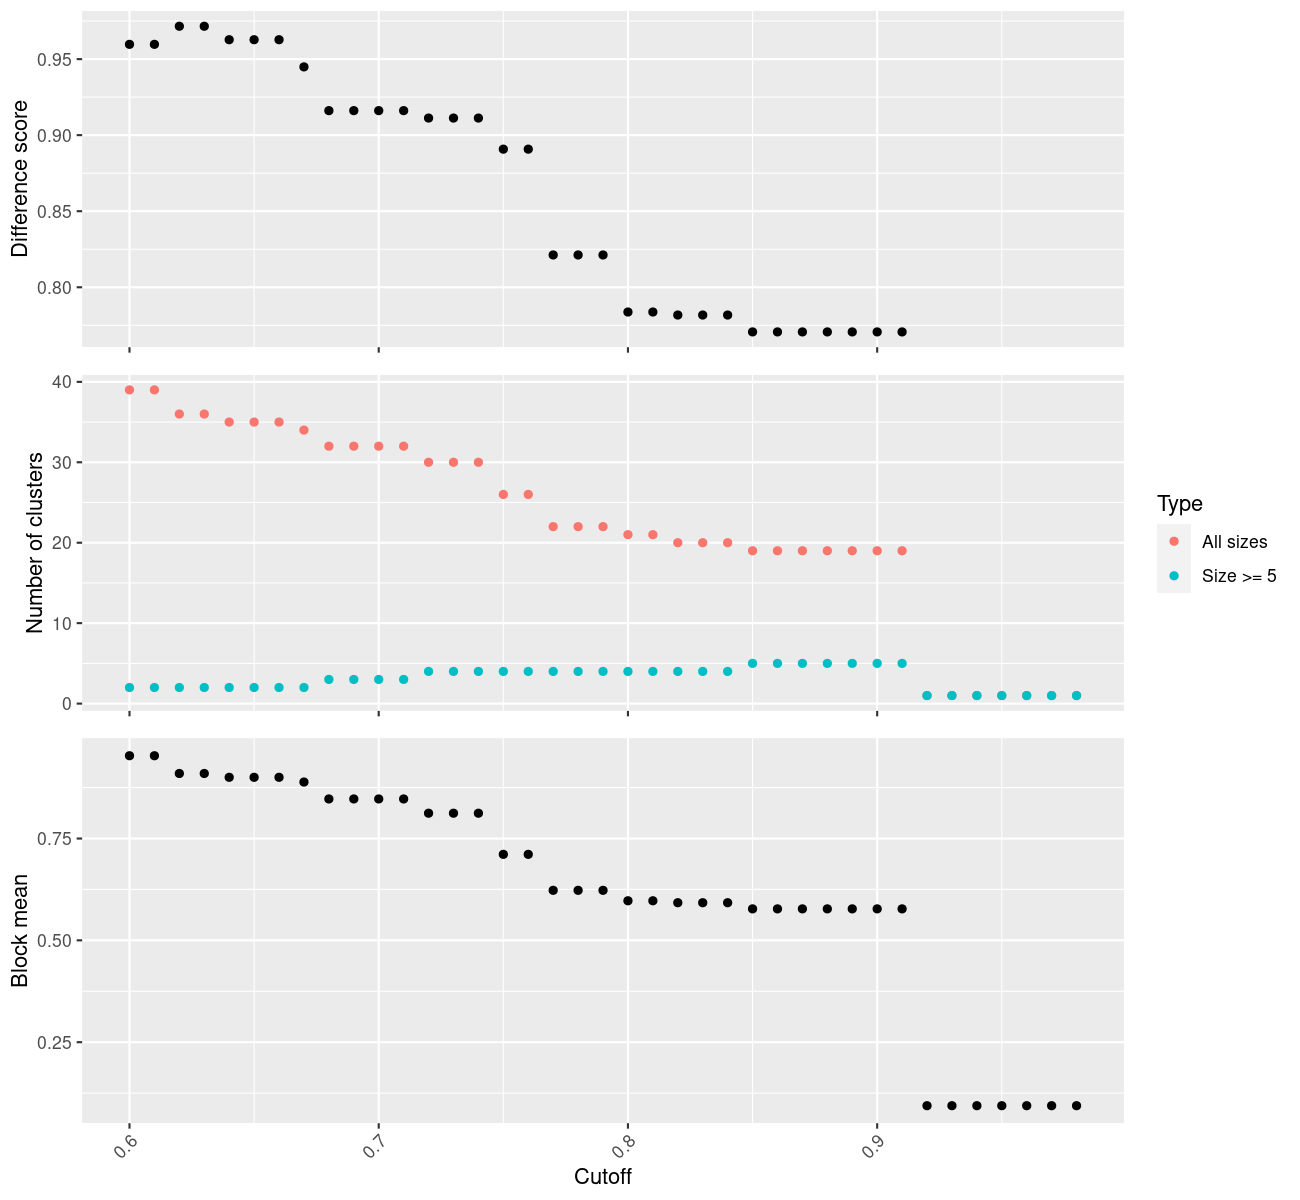 Difference score
0.95
0.90
0.85
0.80
Number of clusters
40
30
20
10
0
Type
All sizes
Size >= 5
Block mean
0.75
0.50
0.25
0.6
0.7
0.8
0.9
Cutoff